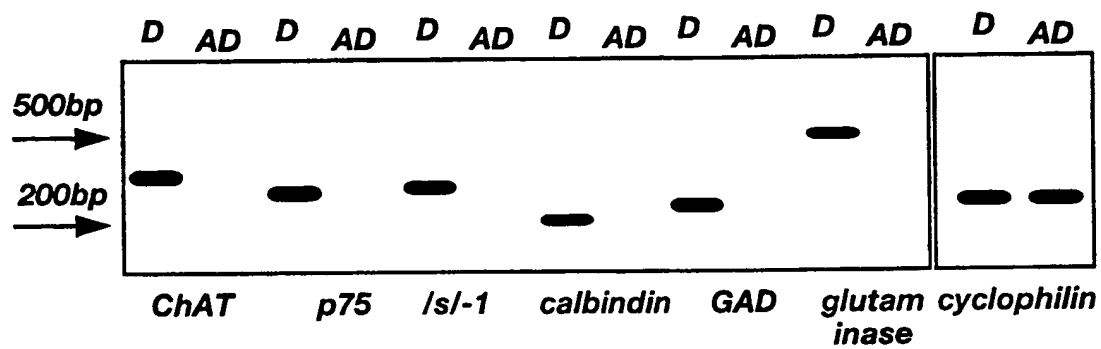 D AD D AD D AD D AD D AD D AD D AD
500bp
200bp
ChAT p75 /s/-1 calbindin GAD glutam cyclophilin
inase